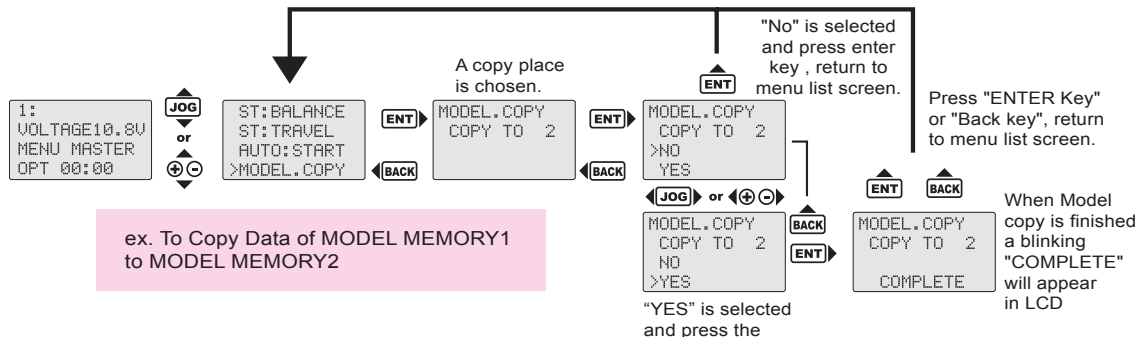 "No" is selected
and press enter
key , return to
menu list screen.
ENT
A copy place
is chosen.
Press "ENTER Key"
or "Back key", return
to menu list screen.
1:
VOLTAGE10.8V
MENU MASTER
OPT 00:00
JOG
or
ST:BALANCE
ST:TRAVEL
AUTO:START
>MODEL.COPY
ENT
BACK
MODEL.COPY
COPY TO 2
ENT
BACK
MODEL.COPY
COPY TO 2
>NO
YES
JOG or
MODEL.COPY
COPY TO 2
NO
>YES
BACK
ENT
ENT
BACK
MODEL.COPY
COPY TO 2
COMPLETE
When Model
copy is finished
a blinking
"COMPLETE"
will appear
in LCD
ex. To Copy Data of MODEL MEMORY1
to MODEL MEMORY2
“YES” is selected
and press the